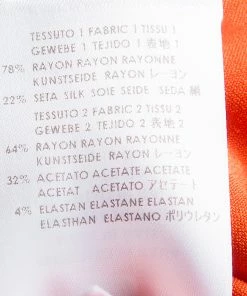 TESSUTO 1 FABRIC 1 TISSU 1
GEWEBE 1 TEJIDO 1 表地 1
78% RAYON RAYON RAYONNE
KUNSTSEIDE RAYON レーヨン
22% SETA SILK SOIE SEIDE SEDA 絹
TESSUTO 2 FABRIC 2 TISSU 2
GEWEBE 2 TEJIDO 2 表地 2
64% RAYON RAYON RAYONNE
KUNSTSEIDE RAYON レーヨン
32% ACETATO ACETATE ACETATE
ACETAT ACETATO アセテート
4% ELASTAN ELASTANE ELASTAN
ELASTHAN ELASTANO ポリウレタン